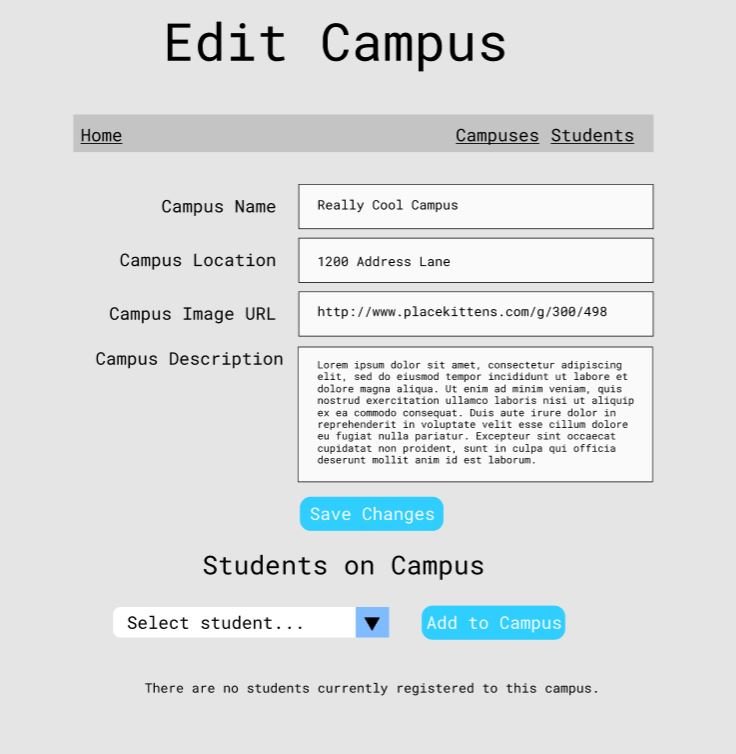 Edit Campus
Home Campuses Students
Campus Name Really Cool Campus
Campus Location 1200 Address Lane
Campus Image URL http://www.placekittens.com/g/300/498
Campus Description
Lorem ipsum dolor sit amet, consectetur adipiscing
elit, sed do eiusmod tempor incididunt ut labore et
dolore magna aliqua. Ut enim ad minim veniam, quis
nostrud exercitation ullamco laboris nisi ut aliquip
ex ea commodo consequat. Duis aute irure dolor in
reprehenderit in voluptate velit esse cillum dolore
eu fugiat nulla pariatur. Excepteur sint occaecat
cupidatat non proident, sunt in culpa qui officia
deserunt mollit anim id est laborum.
Save Changes
Students on Campus
Select student... Add to Campus
There are no students currently registered to this campus.